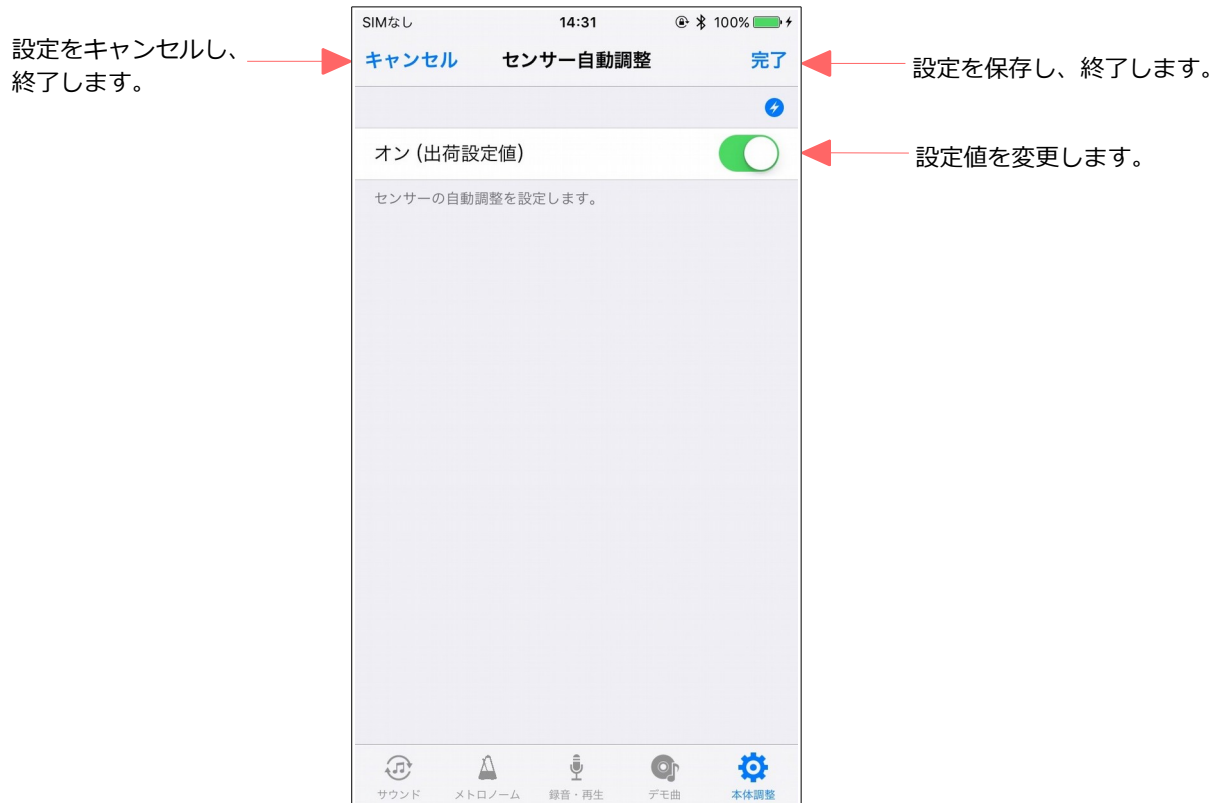 SIMなし 14:31 100%
設定をキャンセルし、
終了します。
キャンセル センサー自動調整 完了
設定を保存し、終了します。
オン (出荷設定値)
設定値を変更します。
センサーの自動調整を設定します。
サウンド メトロノーム 録音・再生 デモ曲 本体調整